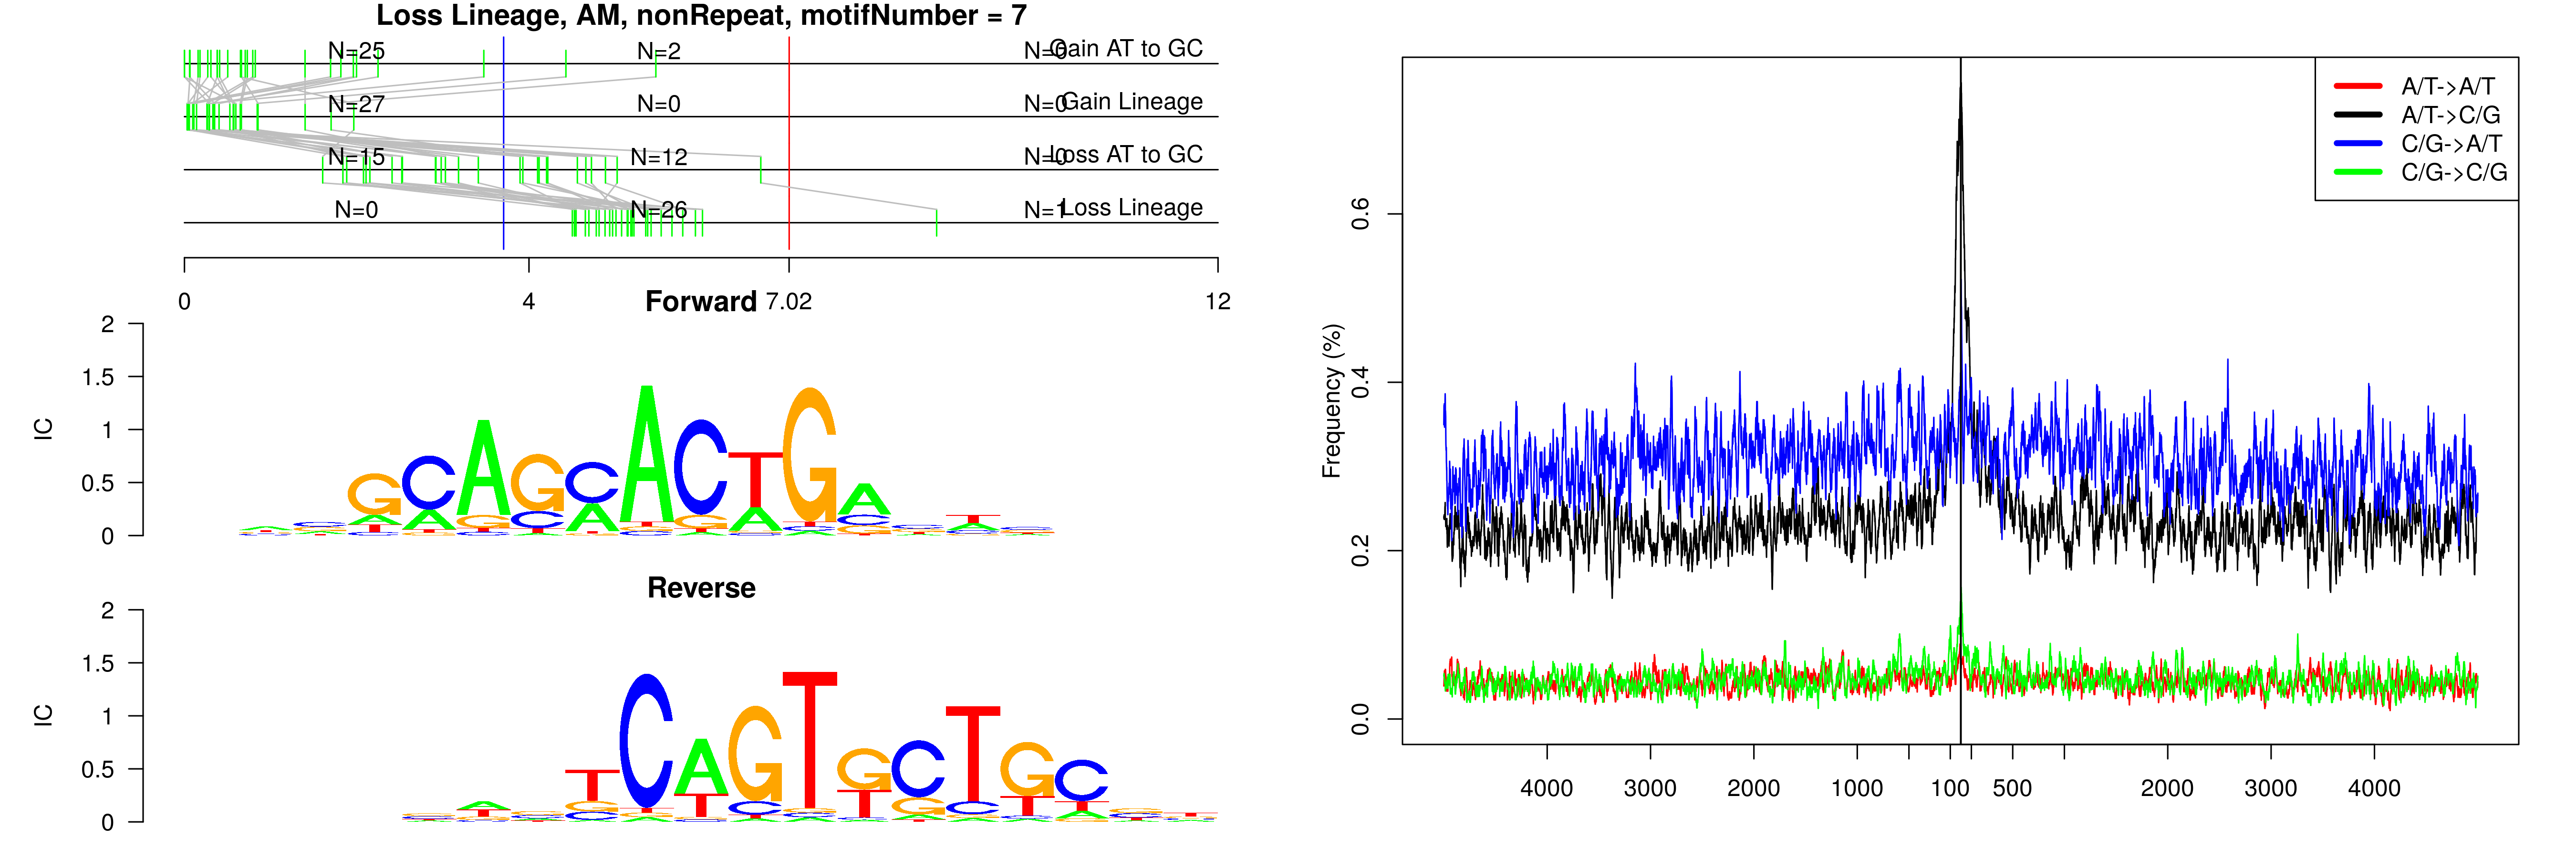 Loss Lineage, AM, nonRepeat, motifNumber = 7
N=25 N=2 N=0 Gain AT to GC
N=27 N=0 N=0 Gain Lineage
N=15 N=12 N=0 Loss AT to GC
N=0 N=26 N=1 Loss Lineage
0 4 7.02 12
Forward
2
1.5
1
0.5
0
IC
GCAGCACTGA
Reverse
2
1.5
1
0.5
0
IC
TCAGTGCTGC
A/T->A/T
A/T->C/G
C/G->A/T
C/G->C/G
Frequency (%)
0.6
0.4
0.2
0.0
4000 3000 2000 1000 100 500 2000 3000 4000